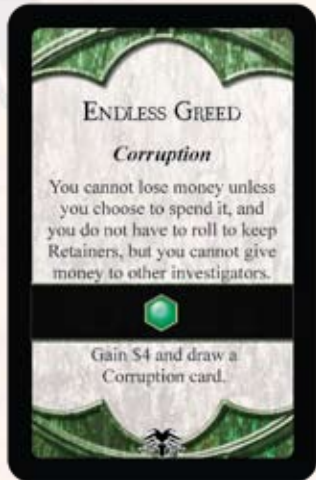 ENDLESS GREED
Corruption
You cannot lose money unless
you choose to spend it, and
you do not have to roll to keep
Retainers, but you cannot give
money to other investigators.
Gain $4 and draw a
Corruption card.